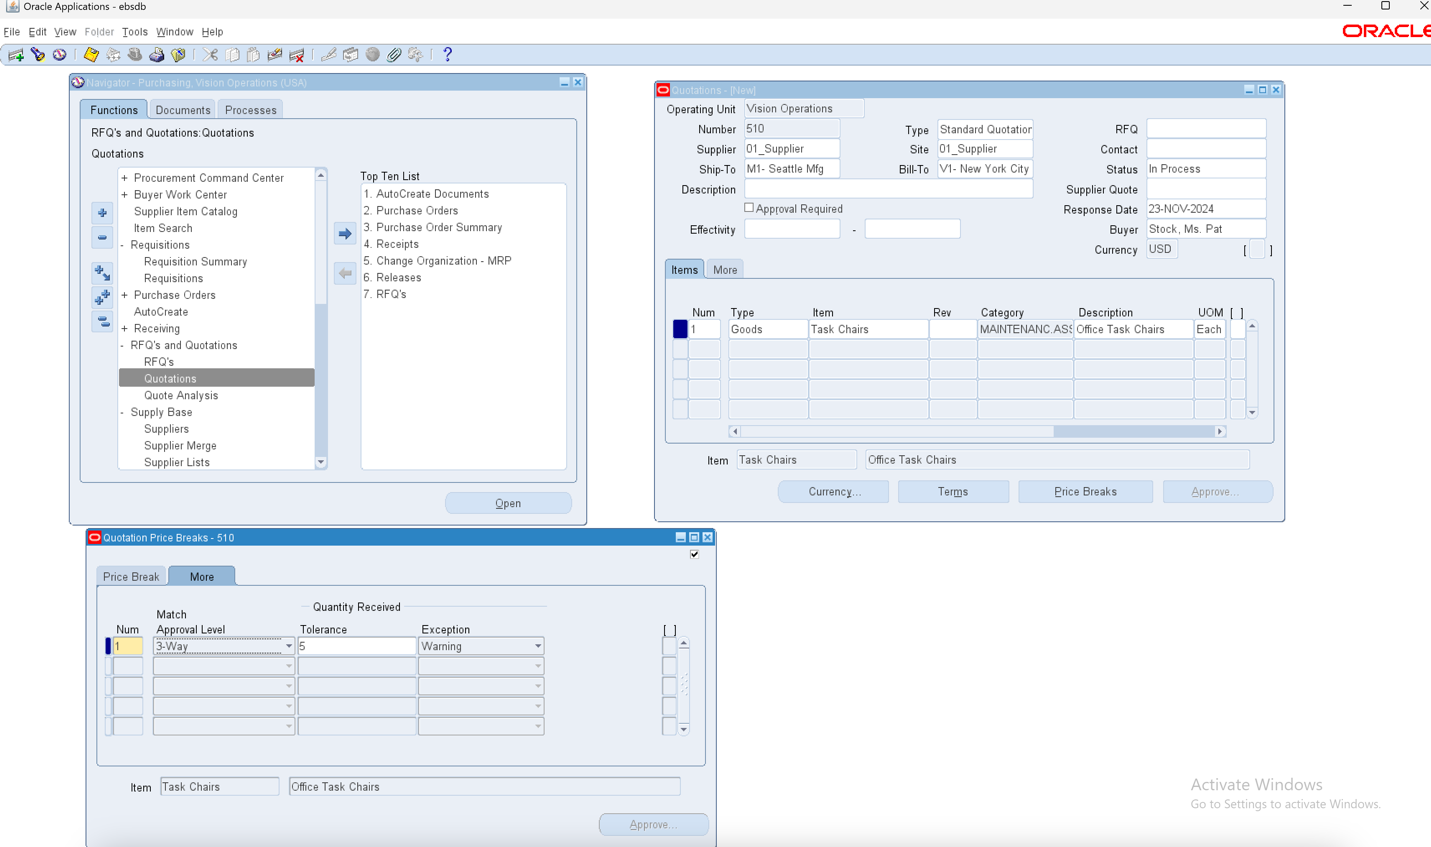 Oracle Applications - ebsdb
File Edit View Folder Tools Window Help
ORACLE
Navigator - Purchasing, Vision Operations (USA)
Functions Documents Processes
RFQ's and Quotations:Quotations
Quotations
+ Procurement Command Center
+ Buyer Work Center
Supplier Item Catalog
Item Search
- Requisitions
Requisition Summary
Requisitions
+ Purchase Orders
AutoCreate
+ Receiving
- RFQ's and Quotations
RFQ's
Quotations
Quote Analysis
- Supply Base
Suppliers
Supplier Merge
Supplier Lists
Top Ten List
1. AutoCreate Documents
2. Purchase Orders
3. Purchase Order Summary
4. Receipts
5. Change Organization - MRP
6. Releases
7. RFQ's
Open
Quotations - [New]
Operating Unit Vision Operations
Number 510 Type Standard Quotation RFQ
Supplier 01_Supplier Site 01_Supplier Contact
Ship-To M1- Seattle Mfg Bill-To V1- New York City Status In Process
Description Supplier Quote
Approval Required Response Date 23-NOV-2024
Effectivity - Buyer Stock, Ms. Pat
Currency USD [ ]
Items More
Num Type Item Rev Category Description UOM [ ]
1 Goods Task Chairs MAINTENANC.ASS Office Task Chairs Each
Item Task Chairs Office Task Chairs
Currency... Terms Price Breaks Approve...
Quotation Price Breaks - 510
Price Break More
Quantity Received
Match
Num Approval Level Tolerance Exception [ ]
1 3-Way 5 Warning
Item Task Chairs Office Task Chairs
Approve...
Activate Windows
Go to Settings to activate Windows.